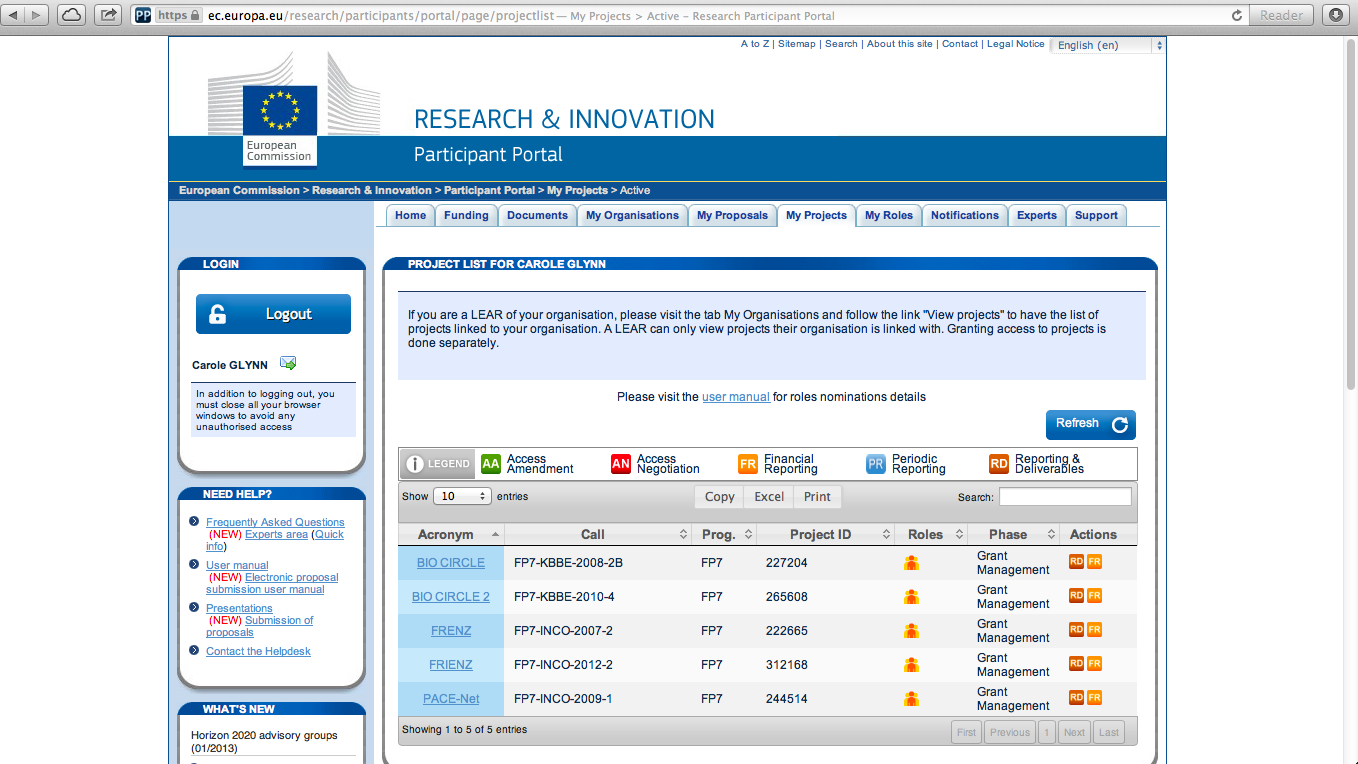 PP https ec.europa.eu/research/participants/portal/page/projectlist — My Projects > Active – Research Participant Portal
Reader
A to Z | Sitemap | Search | About this site | Contact | Legal Notice
English (en)
European
Commission
RESEARCH & INNOVATION
Participant Portal
European Commission > Research & Innovation > Participant Portal > My Projects > Active
Home
Funding
Documents
My Organisations
My Proposals
My Projects
My Roles
Notifications
Experts
Support
LOGIN
Logout
Carole GLYNN
In addition to logging out, you
must close all your browser
windows to avoid any
unauthorised access
NEED HELP?
Frequently Asked Questions
(NEW) Experts area (Quick
info)
User manual
(NEW) Electronic proposal
submission user manual
Presentations
(NEW) Submission of
proposals
Contact the Helpdesk
WHAT'S NEW
Horizon 2020 advisory groups
(01/2013)
PROJECT LIST FOR CAROLE GLYNN
If you are a LEAR of your organisation, please visit the tab My Organisations and follow the link "View projects" to have the list of
projects linked to your organisation. A LEAR can only view projects their organisation is linked with. Granting access to projects is
done separately.
Please visit the user manual for roles nominations details
Refresh
LEGEND
AA Access
Amendment
AN Access
Negotiation
FR Financial
Reporting
PR Periodic
Reporting
RD Reporting &
Deliverables
Show 10 entries
Copy
Excel
Print
Search:
Acronym Call Prog. Project ID Roles Phase Actions
BIO CIRCLE FP7-KBBE-2008-2B FP7 227204 Grant
Management RD FR
BIO CIRCLE 2 FP7-KBBE-2010-4 FP7 265608 Grant
Management RD FR
FRENZ FP7-INCO-2007-2 FP7 222665 Grant
Management RD FR
FRIENZ FP7-INCO-2012-2 FP7 312168 Grant
Management RD FR
PACE-Net FP7-INCO-2009-1 FP7 244514 Grant
Management RD FR
Showing 1 to 5 of 5 entries
First
Previous
1
Next
Last